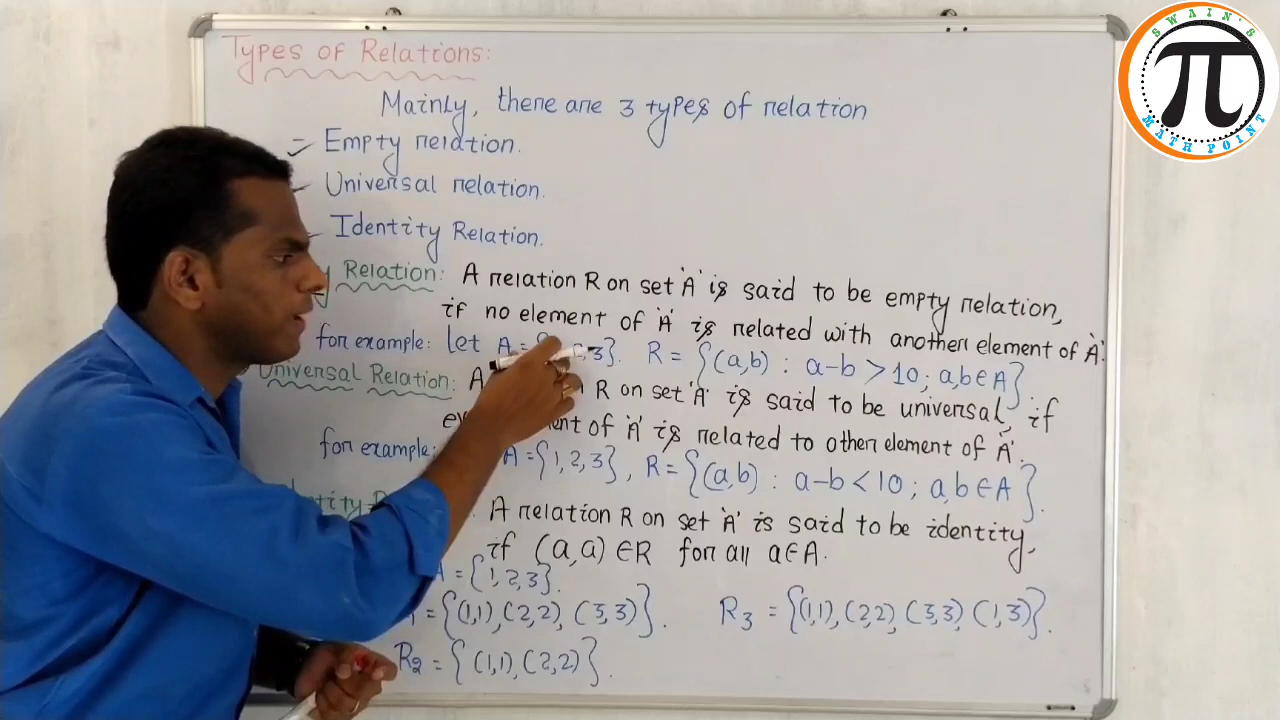 Types of Relations:
Mainly, there are 3 types of relation
Empty relation.
Universal relation.
Identity Relation.
Relation: A relation R on set 'A' is said to be empty relation,
if no element of 'A' is related with another element of 'A'.
for example: let A = 3}. R = {(a,b) : a-b > 10; a,b ∈ A}
Universal Relation: A R on set 'A' is said to be universal, if
of 'A' is related to other element of 'A'.
for example: A = {1, 2, 3}, R = {(a,b) : a-b < 10; a,b ∈ A}.
A relation R on set 'A' is said to be identity,
if (a,a) ∈ R for all a ∈ A.
= {1, 2, 3}.
= {(1,1), (2,2), (3,3)}. R3 = {(1,1), (2,2), (3,3), (1,3)}.
R2 = {(1,1), (2,2)}.
SWAIN'S
π
MATH POINT